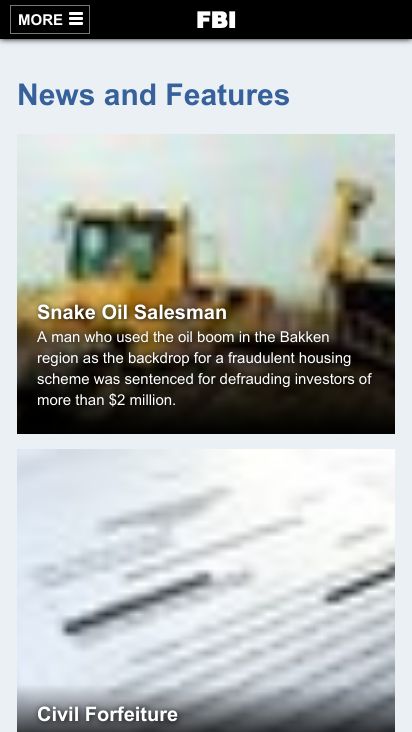 MORE
FBI
News and Features
Snake Oil Salesman
A man who used the oil boom in the Bakken
region as the backdrop for a fraudulent housing
scheme was sentenced for defrauding investors of
more than $2 million.
Civil Forfeiture